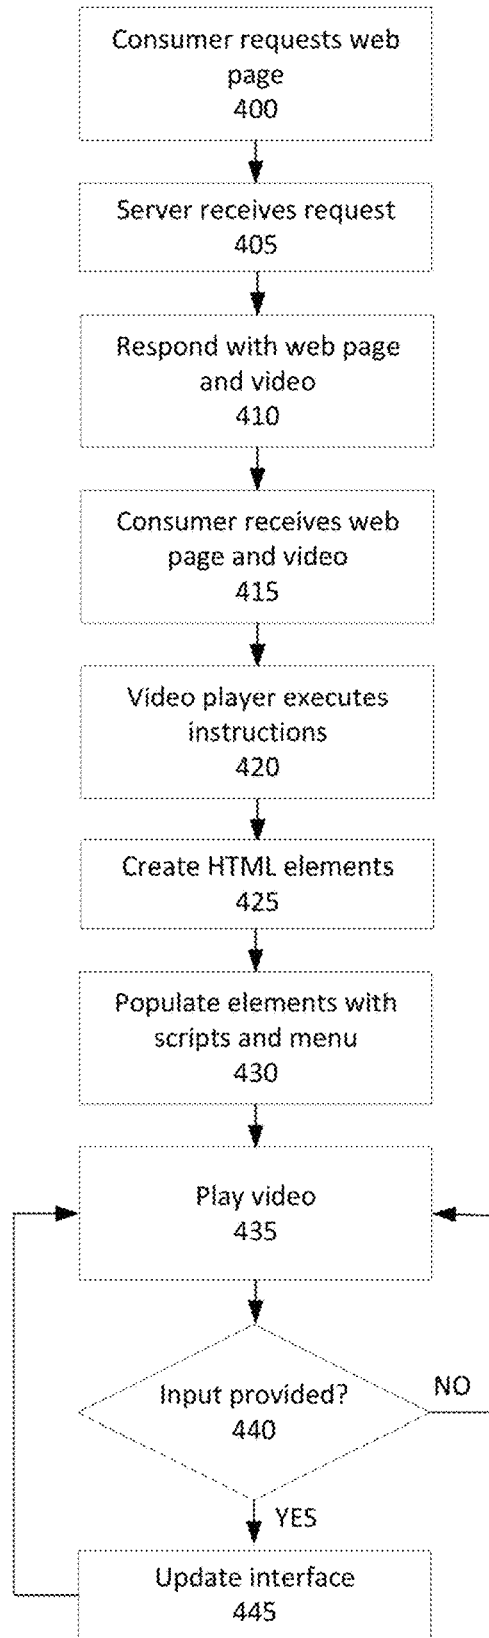 Consumer requests web
page
400
Server receives request
405
Respond with web page
and video
410
Consumer receives web
page and video
415
Video player executes
instructions
420
Create HTML elements
425
Populate elements with
scripts and menu
430
Play video
435
Input provided?
440
NO
YES
Update interface
445